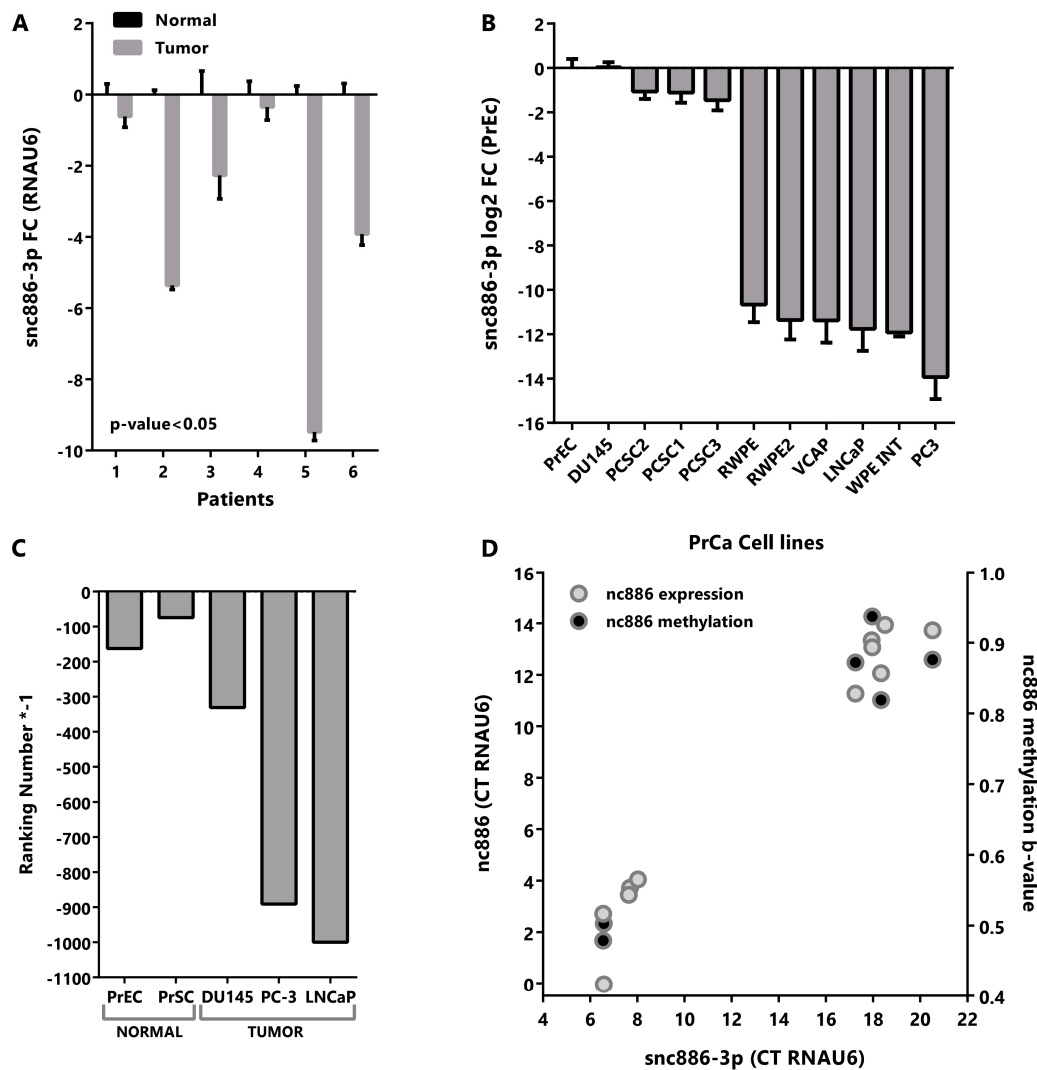 A
Normal
Tumor
2
0
-2
-4
-6
-8
-10
snc886-3p FC (RNAU6)
p-value<0.05
1 2 3 4 5 6
Patients
B
2
0
-2
-4
-6
-8
-10
-12
-14
-16
snc886-3p log2 FC (PrEc)
PrEC DU145 PCSC2 PCSC1 PCSC3 RWPE RWPE2 VCAP LNCaP WPE INT PC3
C
0
-100
-200
-300
-400
-500
-600
-700
-800
-900
-1000
-1100
Ranking Number *-1
PrEC PrSC DU145 PC-3 LNCaP
NORMAL TUMOR
D
PrCa Cell lines
nc886 expression
nc886 methylation
16
14
12
10
8
6
4
2
0
nc886 (CT RNAU6)
1.0
0.9
0.8
0.7
0.6
0.5
0.4
nc886 methylation b-value
4 6 8 10 12 14 16 18 20 22
snc886-3p (CT RNAU6)